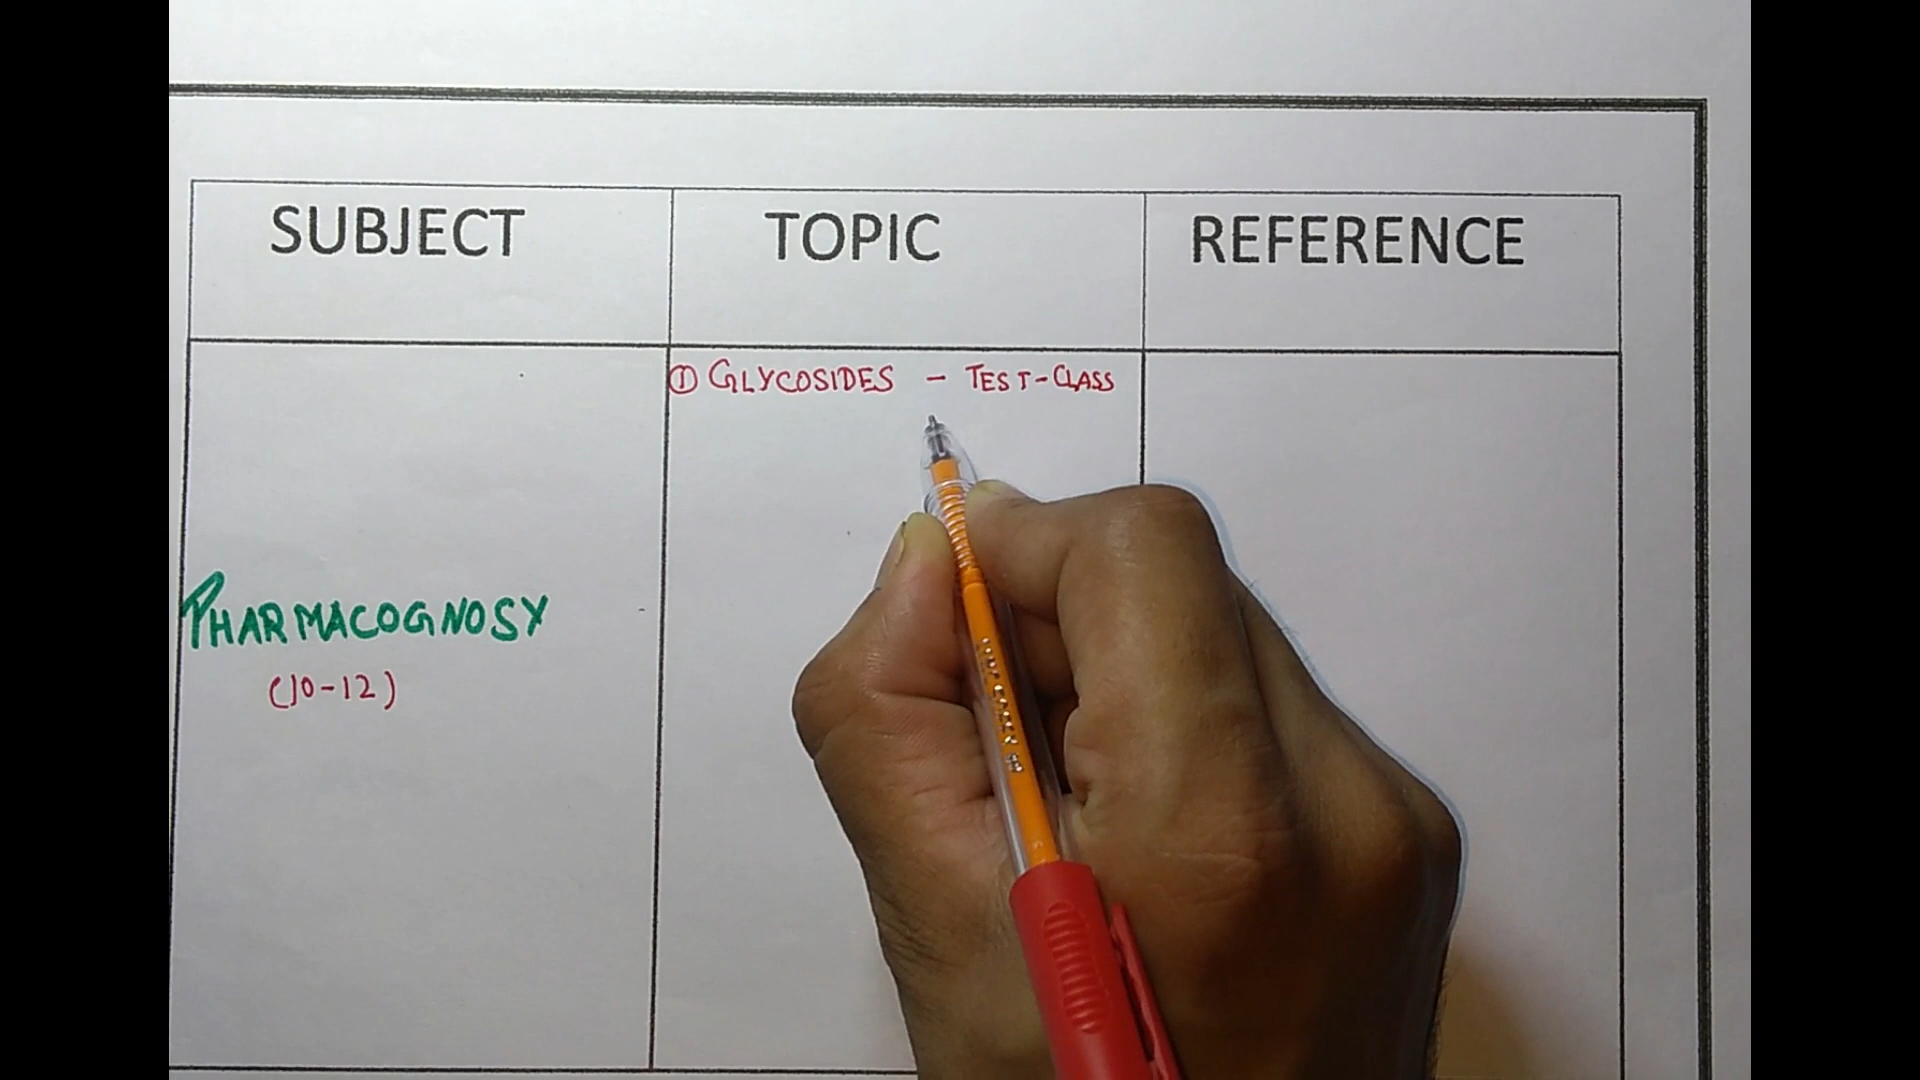 SUBJECT TOPIC REFERENCE
① GLYCOSIDES - TEST-CLASS
PHARMACOGNOSY
(10-12)